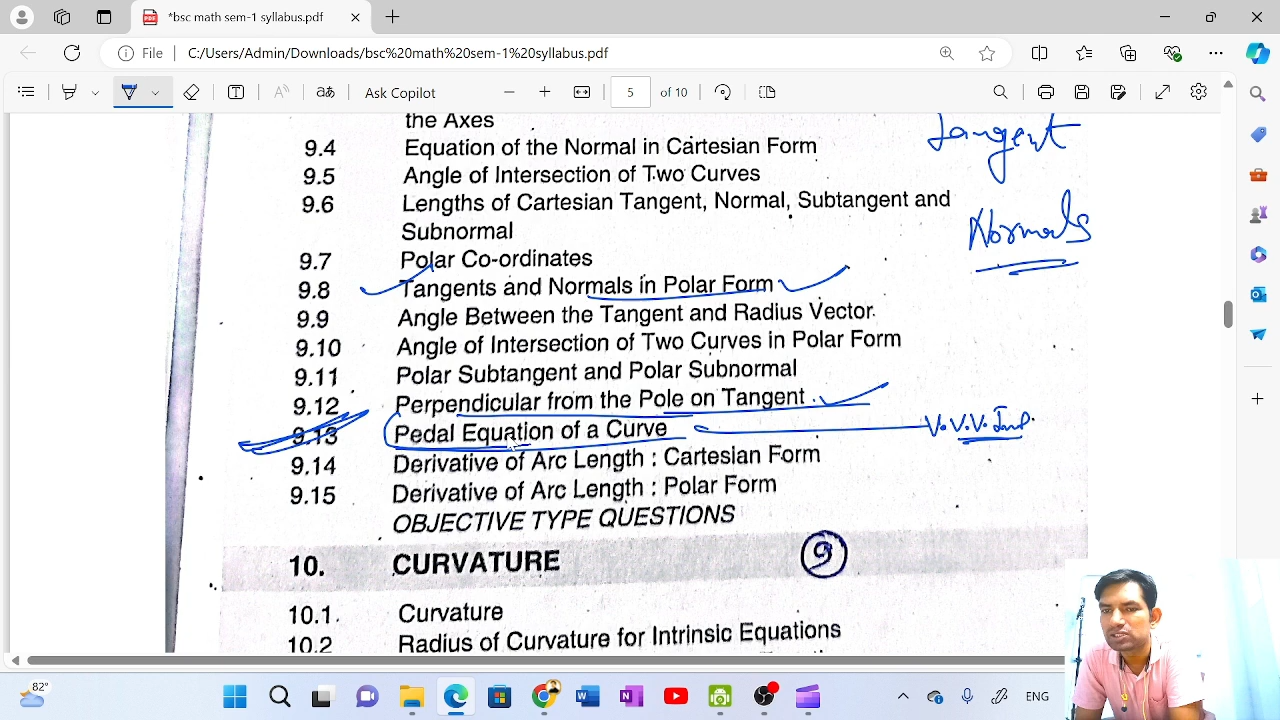 *bsc math sem-1 syllabus.pdf
File C:/Users/Admin/Downloads/bsc%20math%20sem-1%20syllabus.pdf
Ask Copilot 5 of 10
the Axes
9.4 Equation of the Normal in Cartesian Form
9.5 Angle of Intersection of Two Curves
9.6 Lengths of Cartesian Tangent, Normal, Subtangent and
Subnormal
9.7 Polar Co-ordinates
9.8 Tangents and Normals in Polar Form
9.9 Angle Between the Tangent and Radius Vector.
9.10 Angle of Intersection of Two Curves in Polar Form
9.11 Polar Subtangent and Polar Subnormal
9.12 Perpendicular from the Pole on Tangent .
9.13 Pedal Equation of a Curve
9.14 Derivative of Arc Length : Cartesian Form
9.15 Derivative of Arc Length : Polar Form
OBJECTIVE TYPE QUESTIONS
10. CURVATURE
10.1. Curvature
10.2 Radius of Curvature for Intrinsic Equations
Tangent
Normals
V.V.V. Imp.
9
82°
ENG